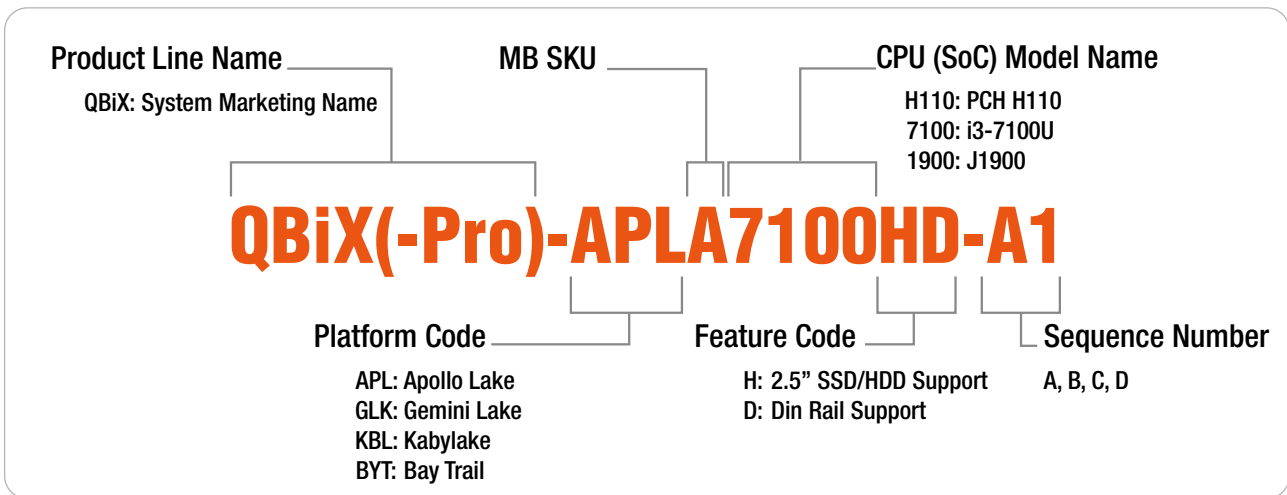 Product Line Name
QBiX: System Marketing Name
MB SKU
CPU (SoC) Model Name
H110: PCH H110
7100: i3-7100U
1900: J1900
QBiX(-Pro)-APLA7100HD-A1
Platform Code
APL: Apollo Lake
GLK: Gemini Lake
KBL: Kabylake
BYT: Bay Trail
Feature Code
H: 2.5” SSD/HDD Support
D: Din Rail Support
Sequence Number
A, B, C, D